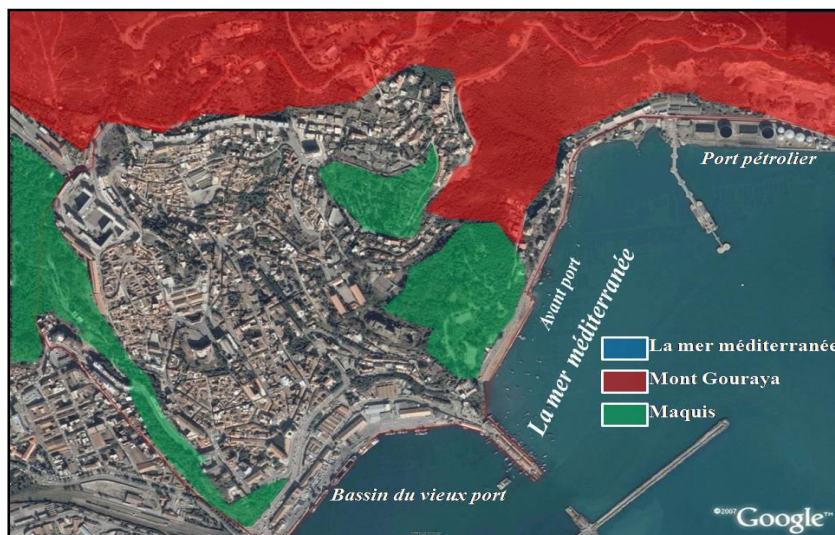 Port pétrolier
Avant port
La mer méditerranée
La mer méditerranée
Mont Gouraya
Maquis
Bassin du vieux port
©2007 Google™